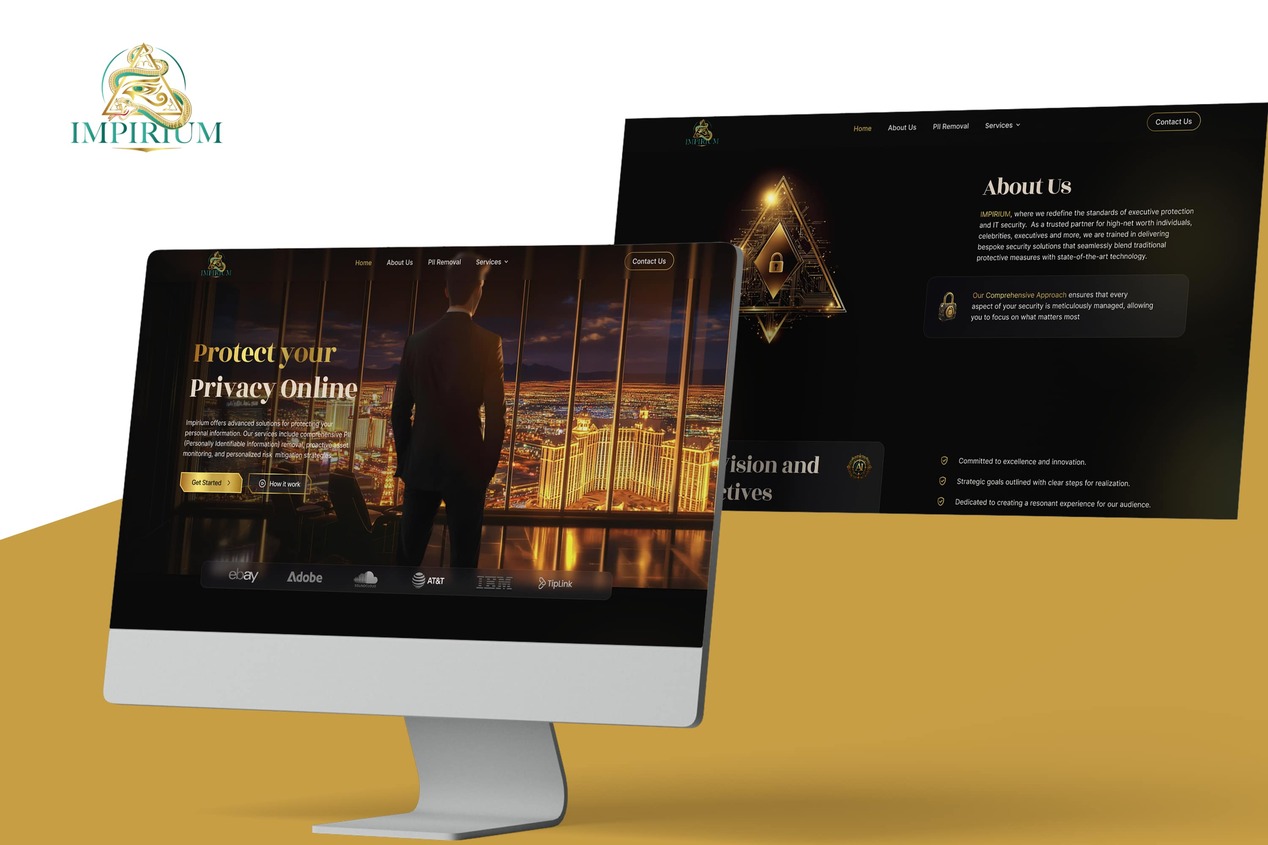 IMPIRIUM
IMPIRIUM
Home About Us PII Removal Services
Contact Us
About Us
IMPIRIUM, where we redefine the standards of executive protection
and IT security. As a trusted partner for high-net worth individuals,
celebrities, executives and more, we are trained in delivering
bespoke security solutions that seamlessly blend traditional
protective measures with state-of-the-art technology.
Our Comprehensive Approach ensures that every
aspect of your security is meticulously managed, allowing
you to focus on what matters most
Vision and
ctives
AI
Committed to excellence and innovation.
Strategic goals outlined with clear steps for realization.
Dedicated to creating a resonant experience for our audience.
IMPIRIUM
Home About Us PII Removal Services
Contact Us
Protect your
Privacy Online
Impirium offers advanced solutions for protecting your
personal information. Our services include comprehensive PII
(Personally Identifiable Information) removal, proactive asset
monitoring, and personalized risk mitigation strategies.
Get Started
How it work
ebay Adobe SOUNDCLOUD AT&T IBM TipLink